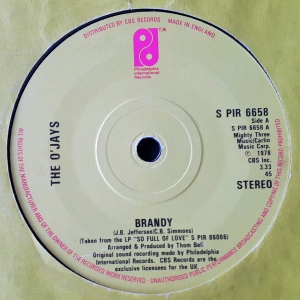 DISTRIBUTED BY CBS RECORDS
MADE IN ENGLAND
T.M.
Philadelphia
International
Records
THE O'JAYS
S PIR 6658
Side A
S PIR 6658 A
Mighty Three
Music/Carlin
Music Corp.
℗ 1978
CBS Inc.
3.33
45
STEREO
BRANDY
(J.B. Jefferson/C.B. Simmons)
(Taken from the LP "SO FULL OF LOVE" S PIR 86066)
Arranged & Produced by Thom Bell
Original sound recording made by Philadelphia
International Records. CBS Records are the
exclusive licensees for the UK
ALL RIGHTS OF THE MANUFACTURER AND OF THE OWNER OF THE RECORDED WORK RESERVED - UNAUTHORISED PUBLIC PERFORMANCE BROADCASTING AND COPYING OF THIS RECORD PROHIBITED